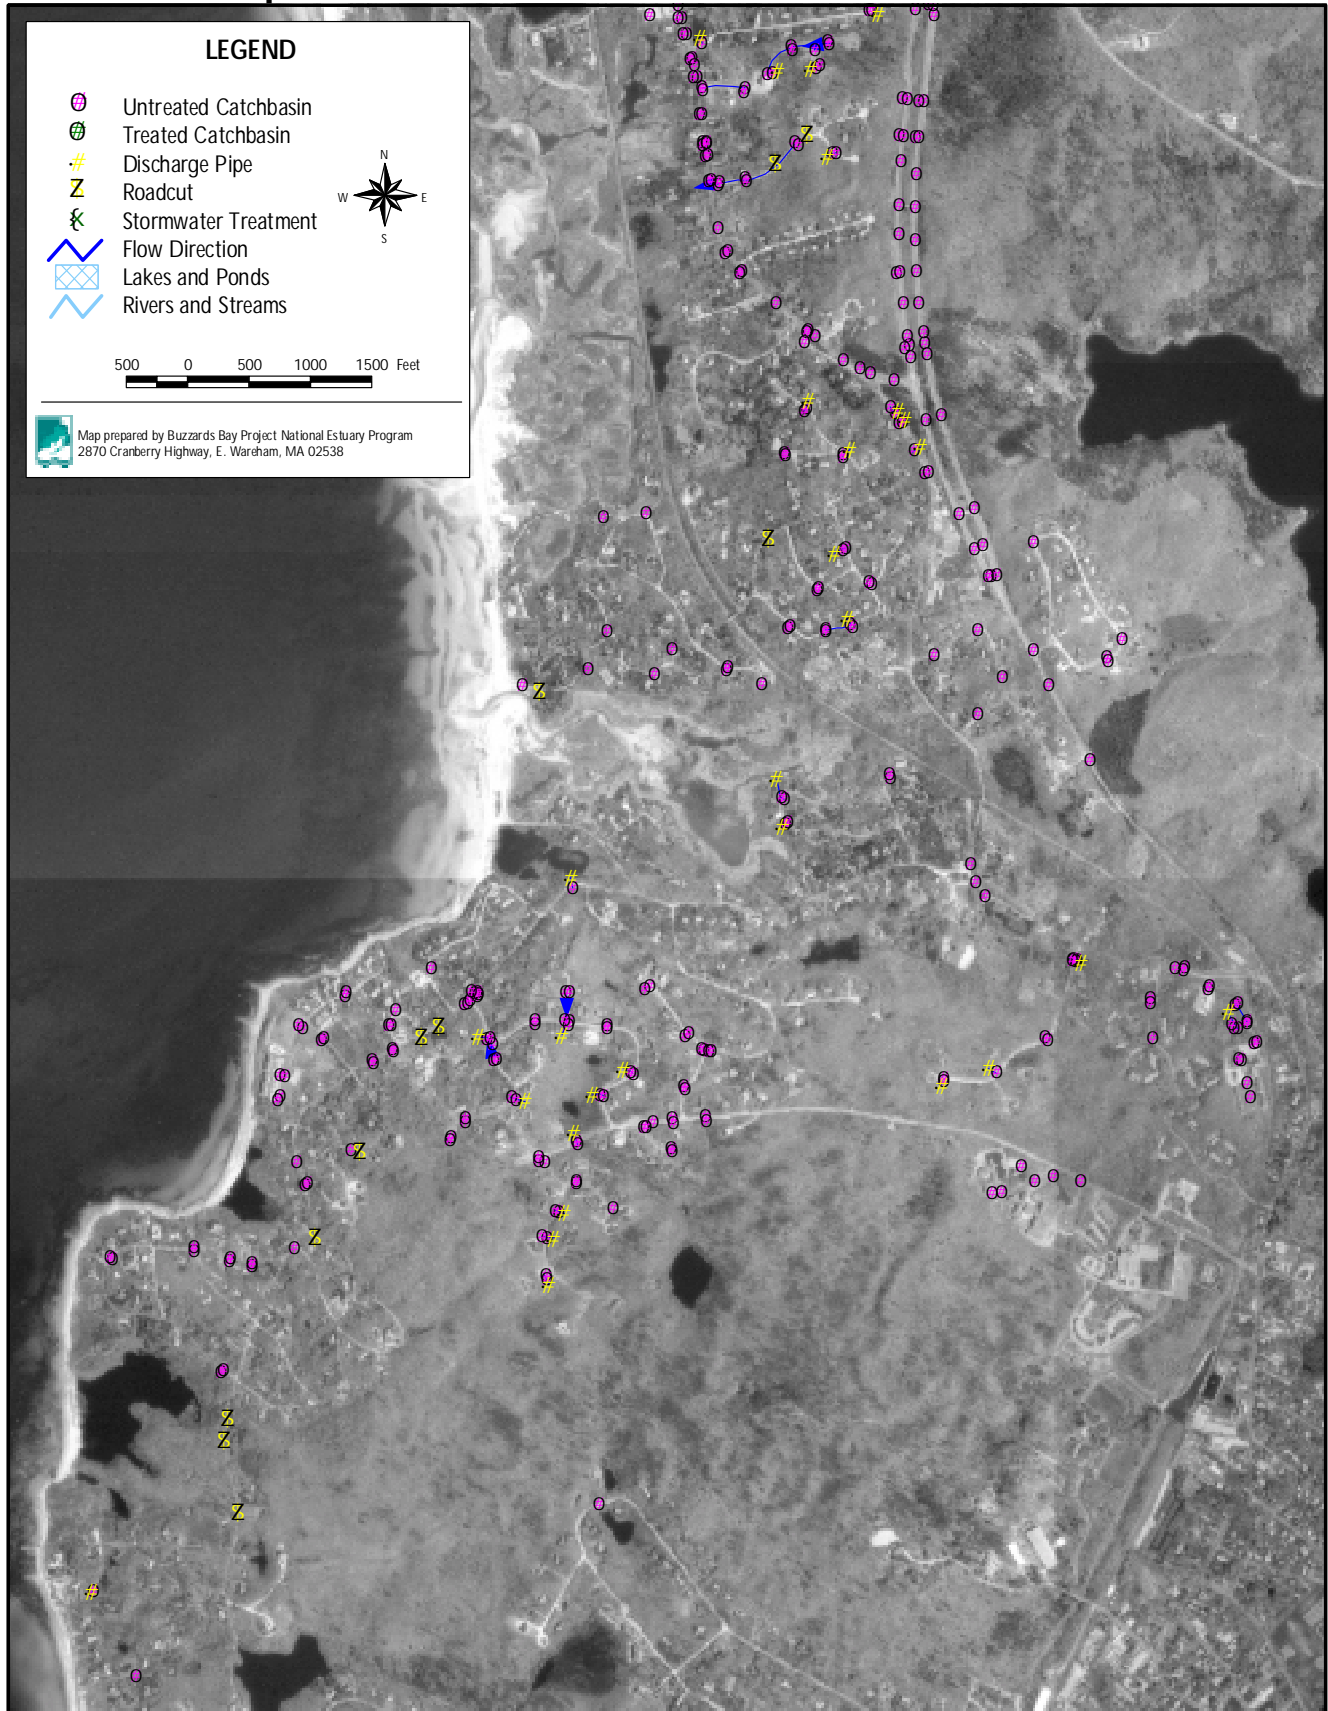 LEGEND
Untreated Catchbasin
Treated Catchbasin
Discharge Pipe
Roadcut
Stormwater Treatment
Flow Direction
Lakes and Ponds
Rivers and Streams
N
W E
S
500 0 500 1000 1500 Feet
Map prepared by Buzzards Bay Project National Estuary Program
2870 Cranberry Highway, E. Wareham, MA 02538